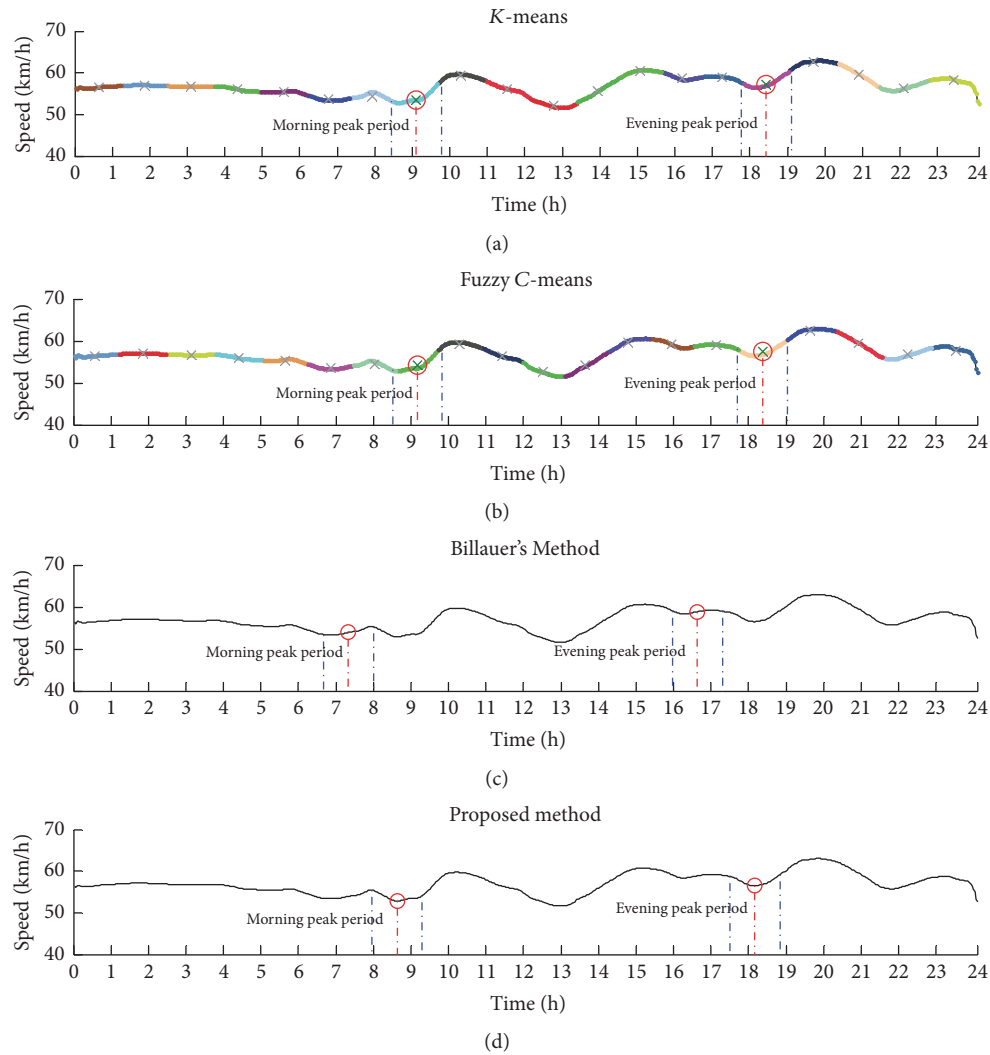 K-means
70
60
50
40
Speed (km/h)
Morning peak period
Evening peak period
0 1 2 3 4 5 6 7 8 9 10 11 12 13 14 15 16 17 18 19 20 21 22 23 24
Time (h)
(a)
Fuzzy C-means
70
60
50
40
Speed (km/h)
Morning peak period
Evening peak period
0 1 2 3 4 5 6 7 8 9 10 11 12 13 14 15 16 17 18 19 20 21 22 23 24
Time (h)
(b)
Billauer's Method
70
60
50
40
Speed (km/h)
Morning peak period
Evening peak period
0 1 2 3 4 5 6 7 8 9 10 11 12 13 14 15 16 17 18 19 20 21 22 23 24
Time (h)
(c)
Proposed method
70
60
50
40
Speed (km/h)
Morning peak period
Evening peak period
0 1 2 3 4 5 6 7 8 9 10 11 12 13 14 15 16 17 18 19 20 21 22 23 24
Time (h)
(d)